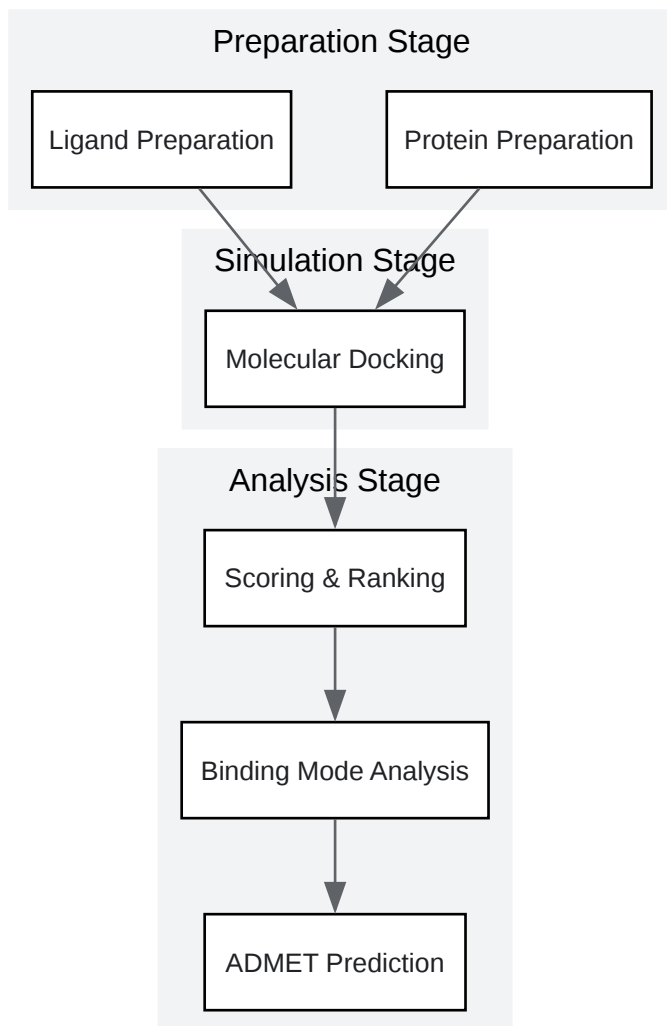 Preparation Stage
Ligand Preparation
Protein Preparation
Simulation Stage
Molecular Docking
Analysis Stage
Scoring & Ranking
Binding Mode Analysis
ADMET Prediction